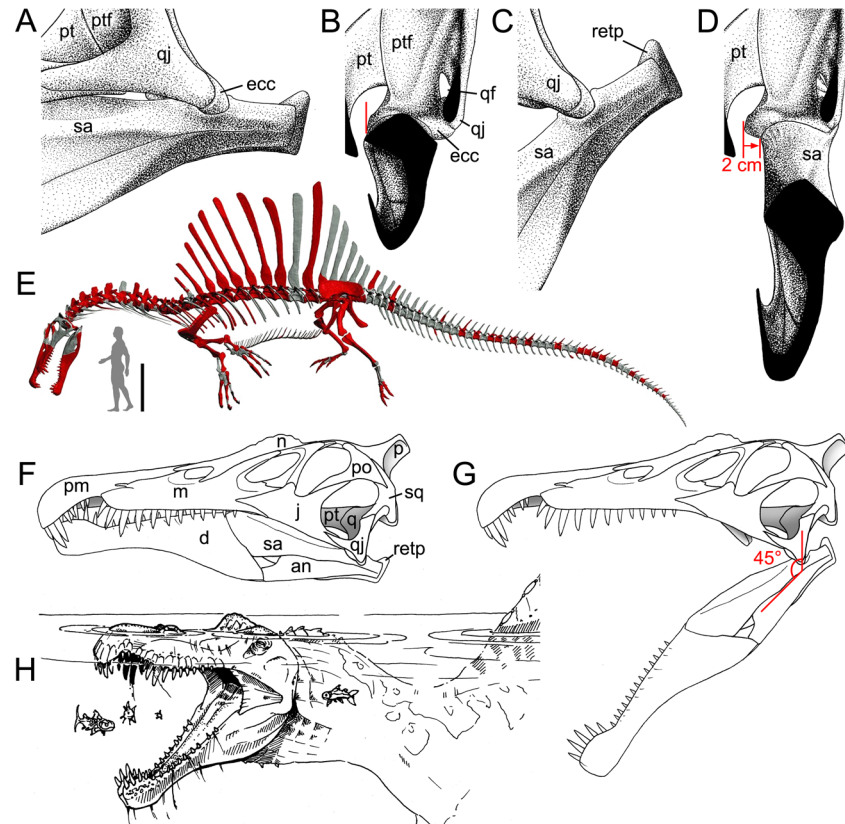 A
pt
ptf
qj
ecc
sa
B
pt
ptf
qf
qj
ecc
C
retp
qj
sa
D
pt
sa
2 cm
E
F
n
p
pm
m
po
sq
j
pt
q
d
sa
qj
retp
an
G
45°
H